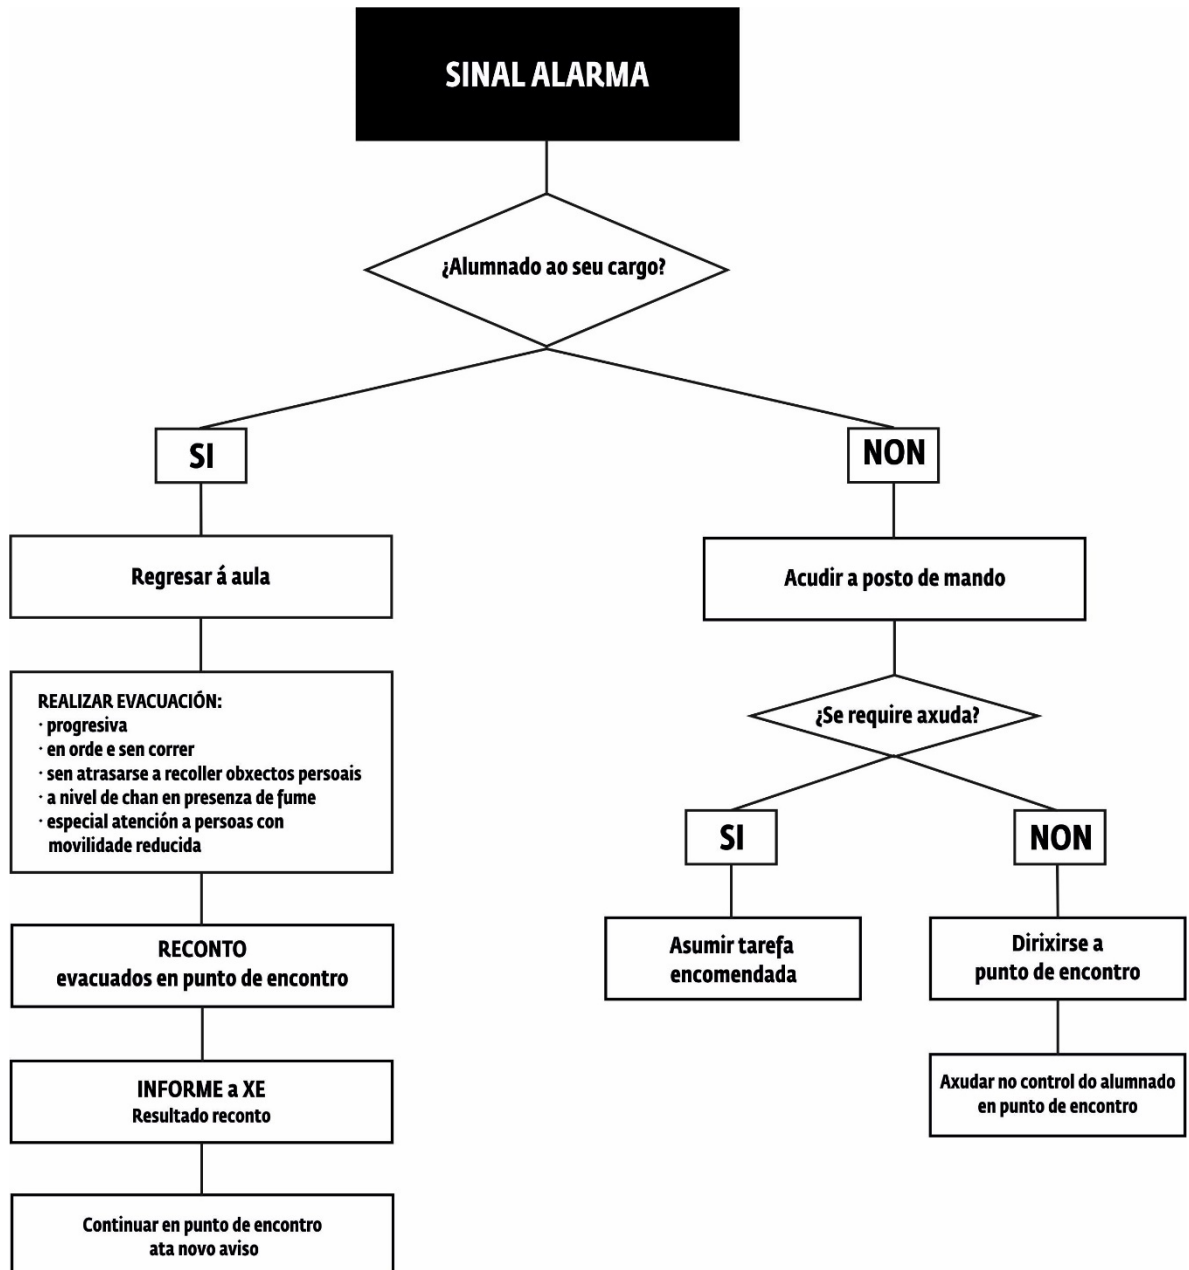 SINAL ALARMA
¿Alumnado ao seu cargo?
SI
NON
Regresar á aula
Acudir a posto de mando
REALIZAR EVACUACIÓN:
· progresiva
· en orde e sen correr
· sen atrasarse a recoller obxectos persoais
· a nivel de chan en presenza de fume
· especial atención a persoas con
movilidade reducida
¿Se require axuda?
SI
NON
RECONTO
evacuados en punto de encontro
Asumir tarefa
encomendada
Dirixirse a
punto de encontro
INFORME a XE
Resultado reconto
Axudar no control do alumnado
en punto de encontro
Continuar en punto de encontro
ata novo aviso